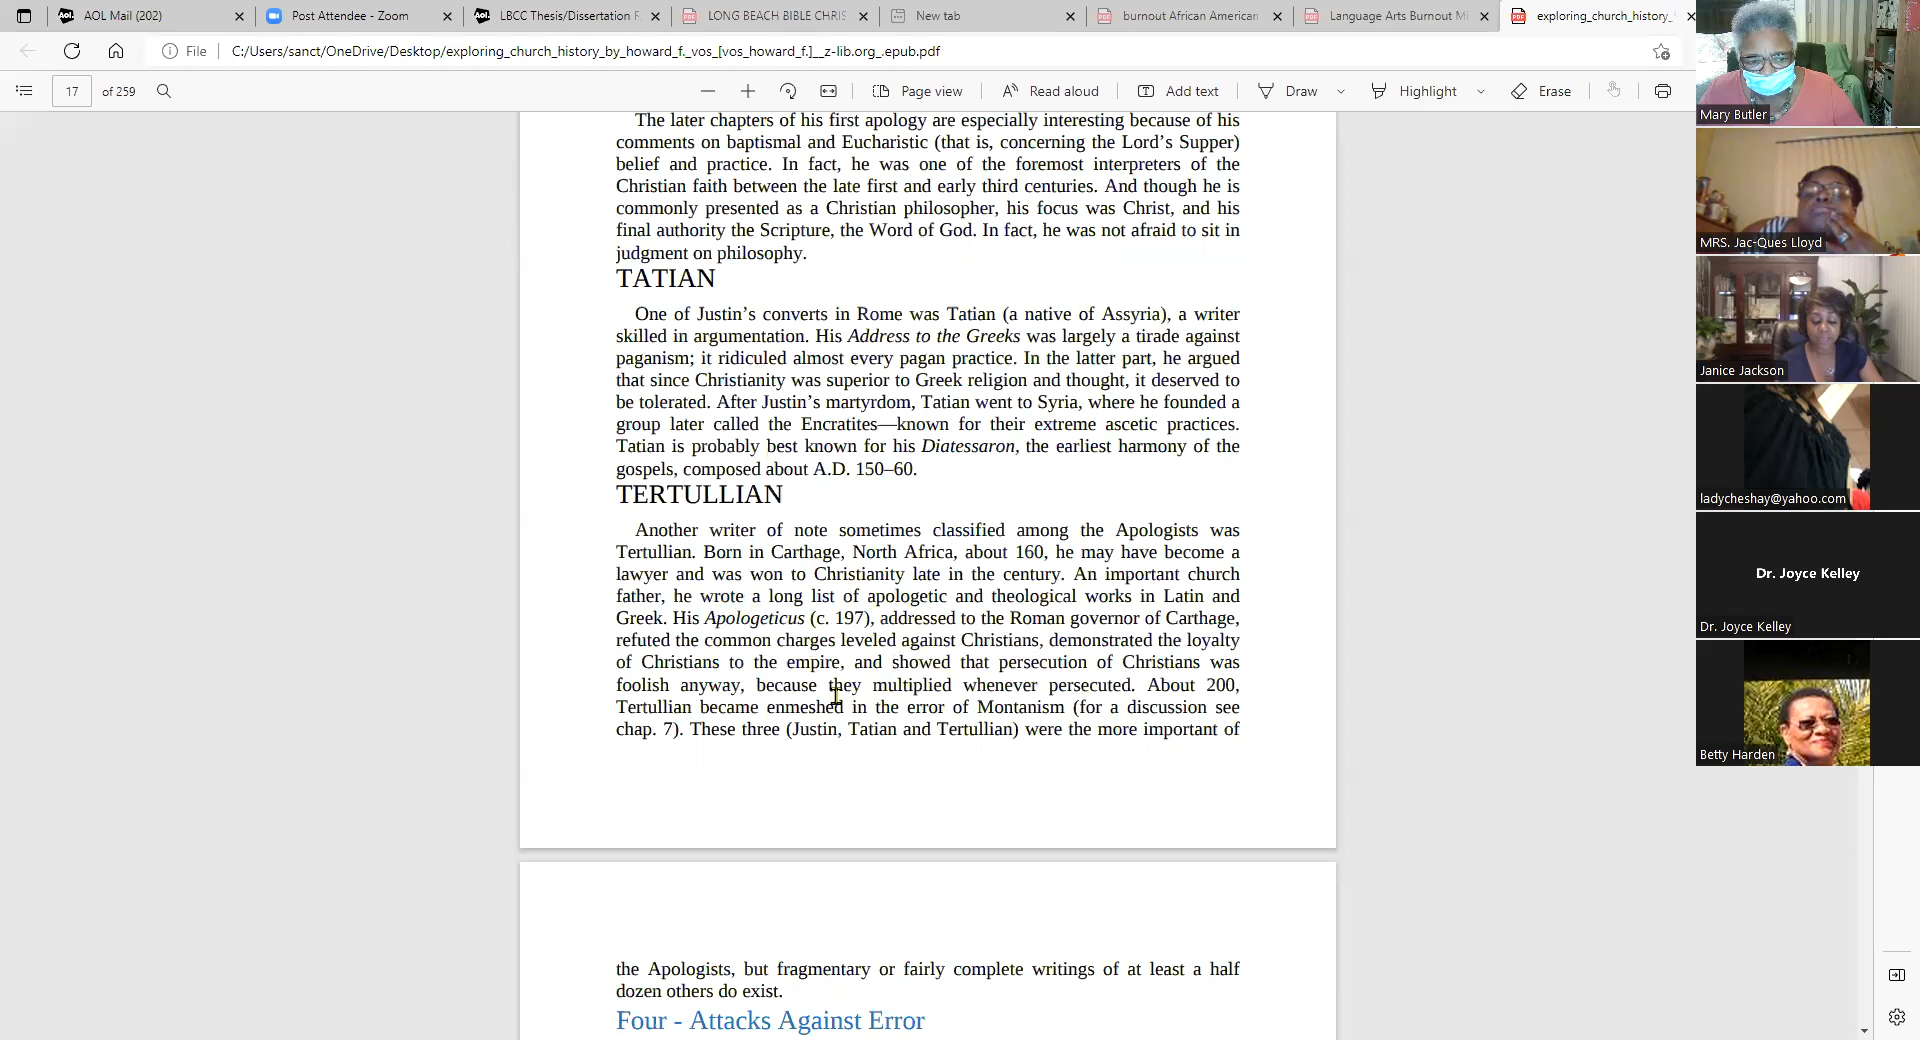 AOL Mail (202)
Post Attendee - Zoom
Aol.
LBCC Thesis/Dissertation R
LONG BEACH BIBLE CHRIS
New tab
burnout African American
Language Arts Burnout Mi
exploring_church_history_
File
C:/Users/sanct/OneDrive/Desktop/exploring_church_history_by_howard_f._vos_[vos_howard_f.]__z-lib.org_.epub.pdf
17 of 259
Page view
Read aloud
Add text
Draw
Highlight
Erase
The later chapters of his first apology are especially interesting because of his
comments on baptismal and Eucharistic (that is, concerning the Lord’s Supper)
belief and practice. In fact, he was one of the foremost interpreters of the
Christian faith between the late first and early third centuries. And though he is
commonly presented as a Christian philosopher, his focus was Christ, and his
final authority the Scripture, the Word of God. In fact, he was not afraid to sit in
judgment on philosophy.
TATIAN
One of Justin’s converts in Rome was Tatian (a native of Assyria), a writer
skilled in argumentation. His Address to the Greeks was largely a tirade against
paganism; it ridiculed almost every pagan practice. In the latter part, he argued
that since Christianity was superior to Greek religion and thought, it deserved to
be tolerated. After Justin’s martyrdom, Tatian went to Syria, where he founded a
group later called the Encratites—known for their extreme ascetic practices.
Tatian is probably best known for his Diatessaron, the earliest harmony of the
gospels, composed about A.D. 150–60.
TERTULLIAN
Another writer of note sometimes classified among the Apologists was
Tertullian. Born in Carthage, North Africa, about 160, he may have become a
lawyer and was won to Christianity late in the century. An important church
father, he wrote a long list of apologetic and theological works in Latin and
Greek. His Apologeticus (c. 197), addressed to the Roman governor of Carthage,
refuted the common charges leveled against Christians, demonstrated the loyalty
of Christians to the empire, and showed that persecution of Christians was
foolish anyway, because they multiplied whenever persecuted. About 200,
Tertullian became enmeshed in the error of Montanism (for a discussion see
chap. 7). These three (Justin, Tatian and Tertullian) were the more important of
the Apologists, but fragmentary or fairly complete writings of at least a half
dozen others do exist.
Four - Attacks Against Error
Mary Butler
MRS. Jac-Ques Lloyd
Janice Jackson
ladycheshay@yahoo.com
Dr. Joyce Kelley
Dr. Joyce Kelley
Betty Harden